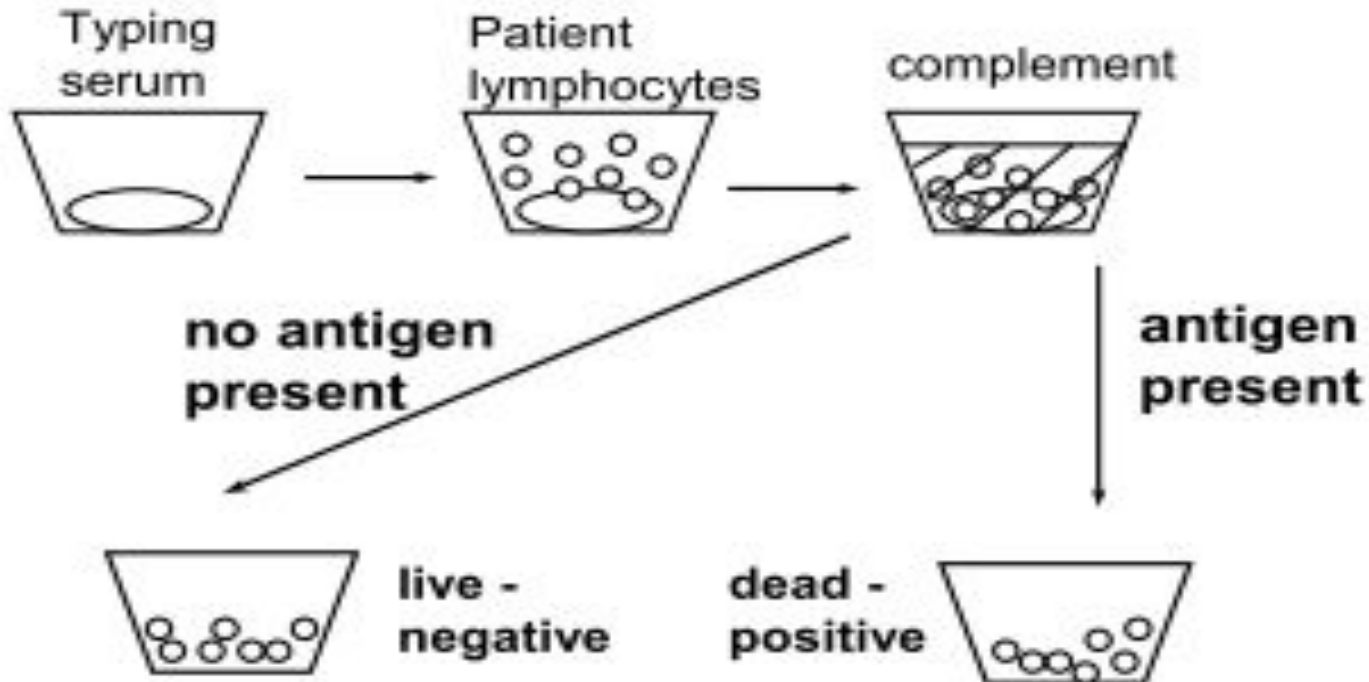 Typing
serum
Patient
lymphocytes
complement
no antigen
present
antigen
present
live -
negative
dead -
positive